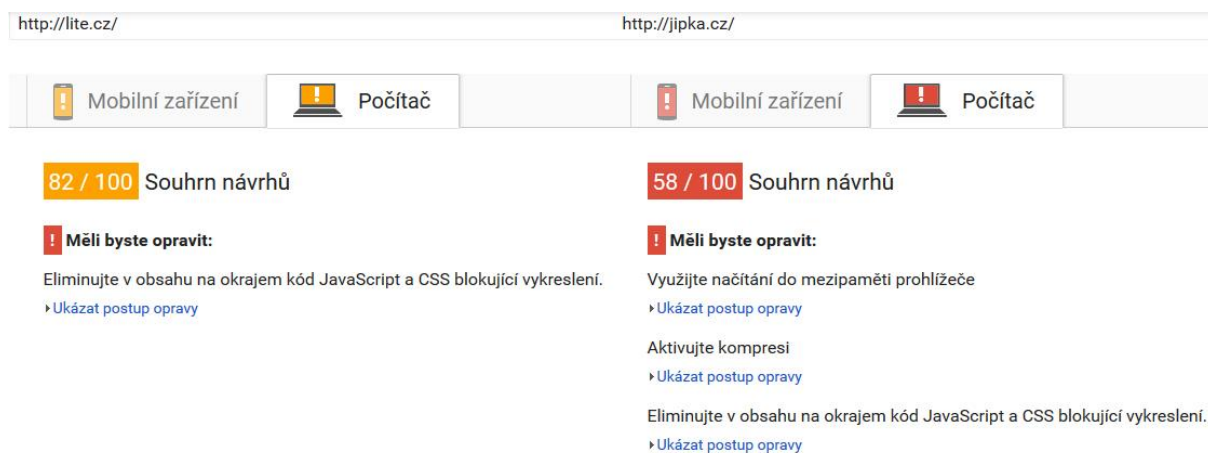 http://lite.cz/
http://jipka.cz/
Mobilní zařízení
Počítač
Mobilní zařízení
Počítač
82 / 100 Souhrn návrhů
! Měli byste opravit:
Eliminujte v obsahu na okrajem kód JavaScript a CSS blokující vykreslení.
Ukázat postup opravy
58 / 100 Souhrn návrhů
! Měli byste opravit:
Využijte načítání do mezipaměti prohlížeče
Ukázat postup opravy
Aktivujte kompresi
Ukázat postup opravy
Eliminujte v obsahu na okrajem kód JavaScript a CSS blokující vykreslení.
Ukázat postup opravy